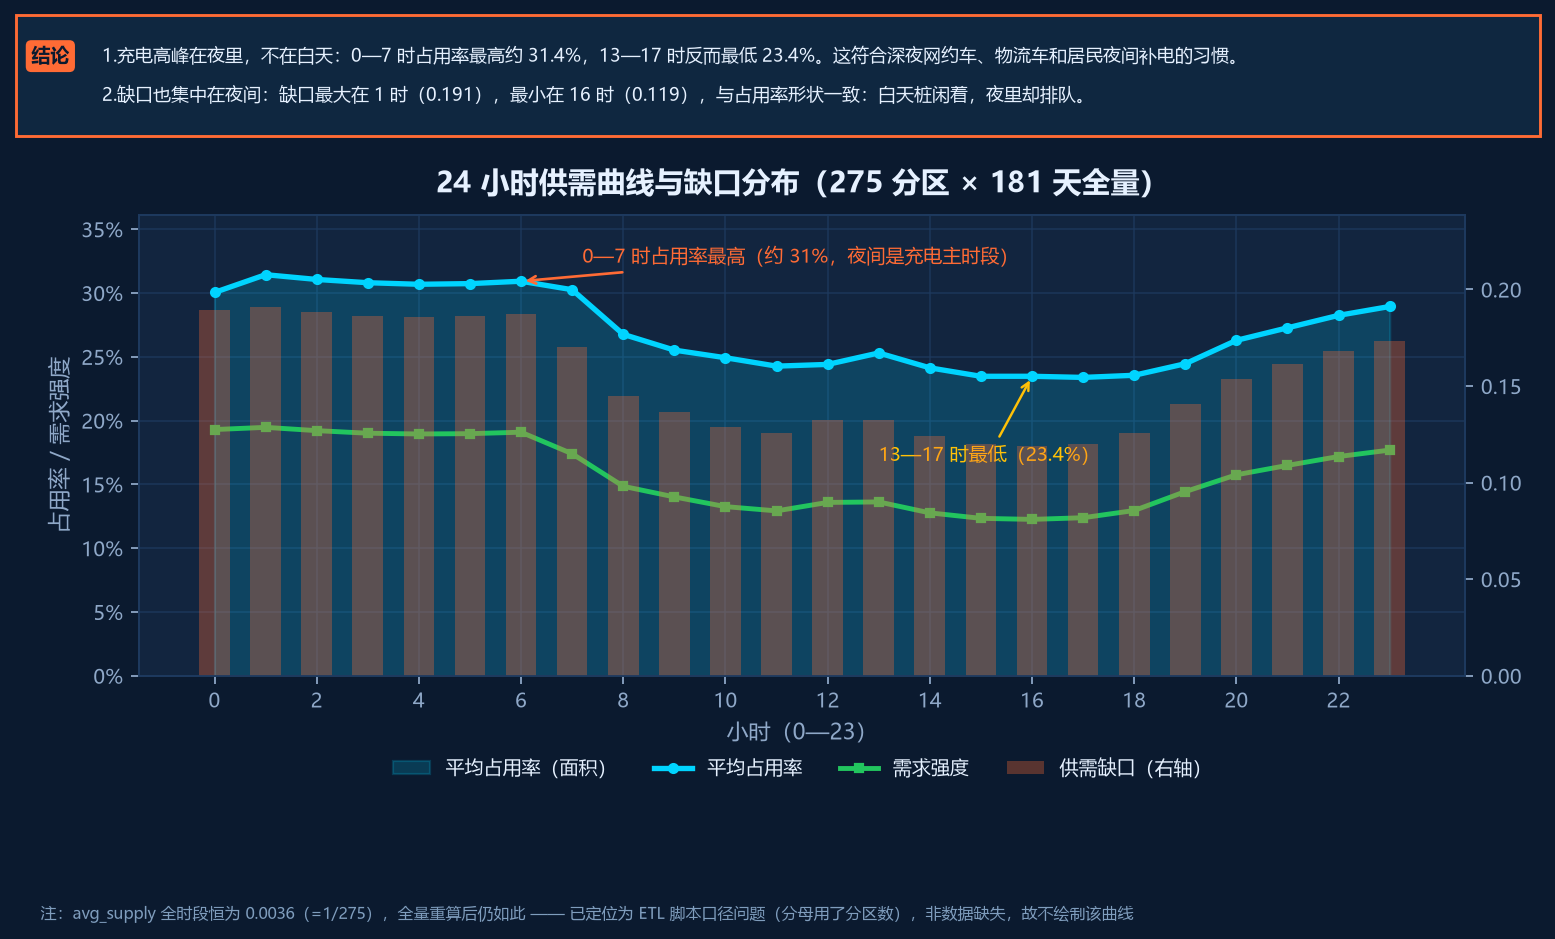 结论
1.充电高峰在夜里，不在白天：0—7 时占用率最高约 31.4%，13—17 时反而最低 23.4%。这符合深夜网约车、物流车和居民夜间补电的习惯。
2.缺口也集中在夜间：缺口最大在 1 时（0.191），最小在 16 时（0.119），与占用率形状一致：白天桩闲着，夜里却排队。
24 小时供需曲线与缺口分布（275 分区 × 181 天全量）
占用率 / 需求强度
35%
30%
25%
20%
15%
10%
5%
0%
0—7 时占用率最高（约 31%，夜间是充电主时段）
13—17 时最低（23.4%）
0.20
0.15
0.10
0.05
0.00
0 2 4 6 8 10 12 14 16 18 20 22
小时（0—23）
平均占用率（面积） 平均占用率 需求强度 供需缺口（右轴）
注：avg_supply 全时段恒为 0.0036（=1/275），全量重算后仍如此 —— 已定位为 ETL 脚本口径问题（分母用了分区数），非数据缺失，故不绘制该曲线